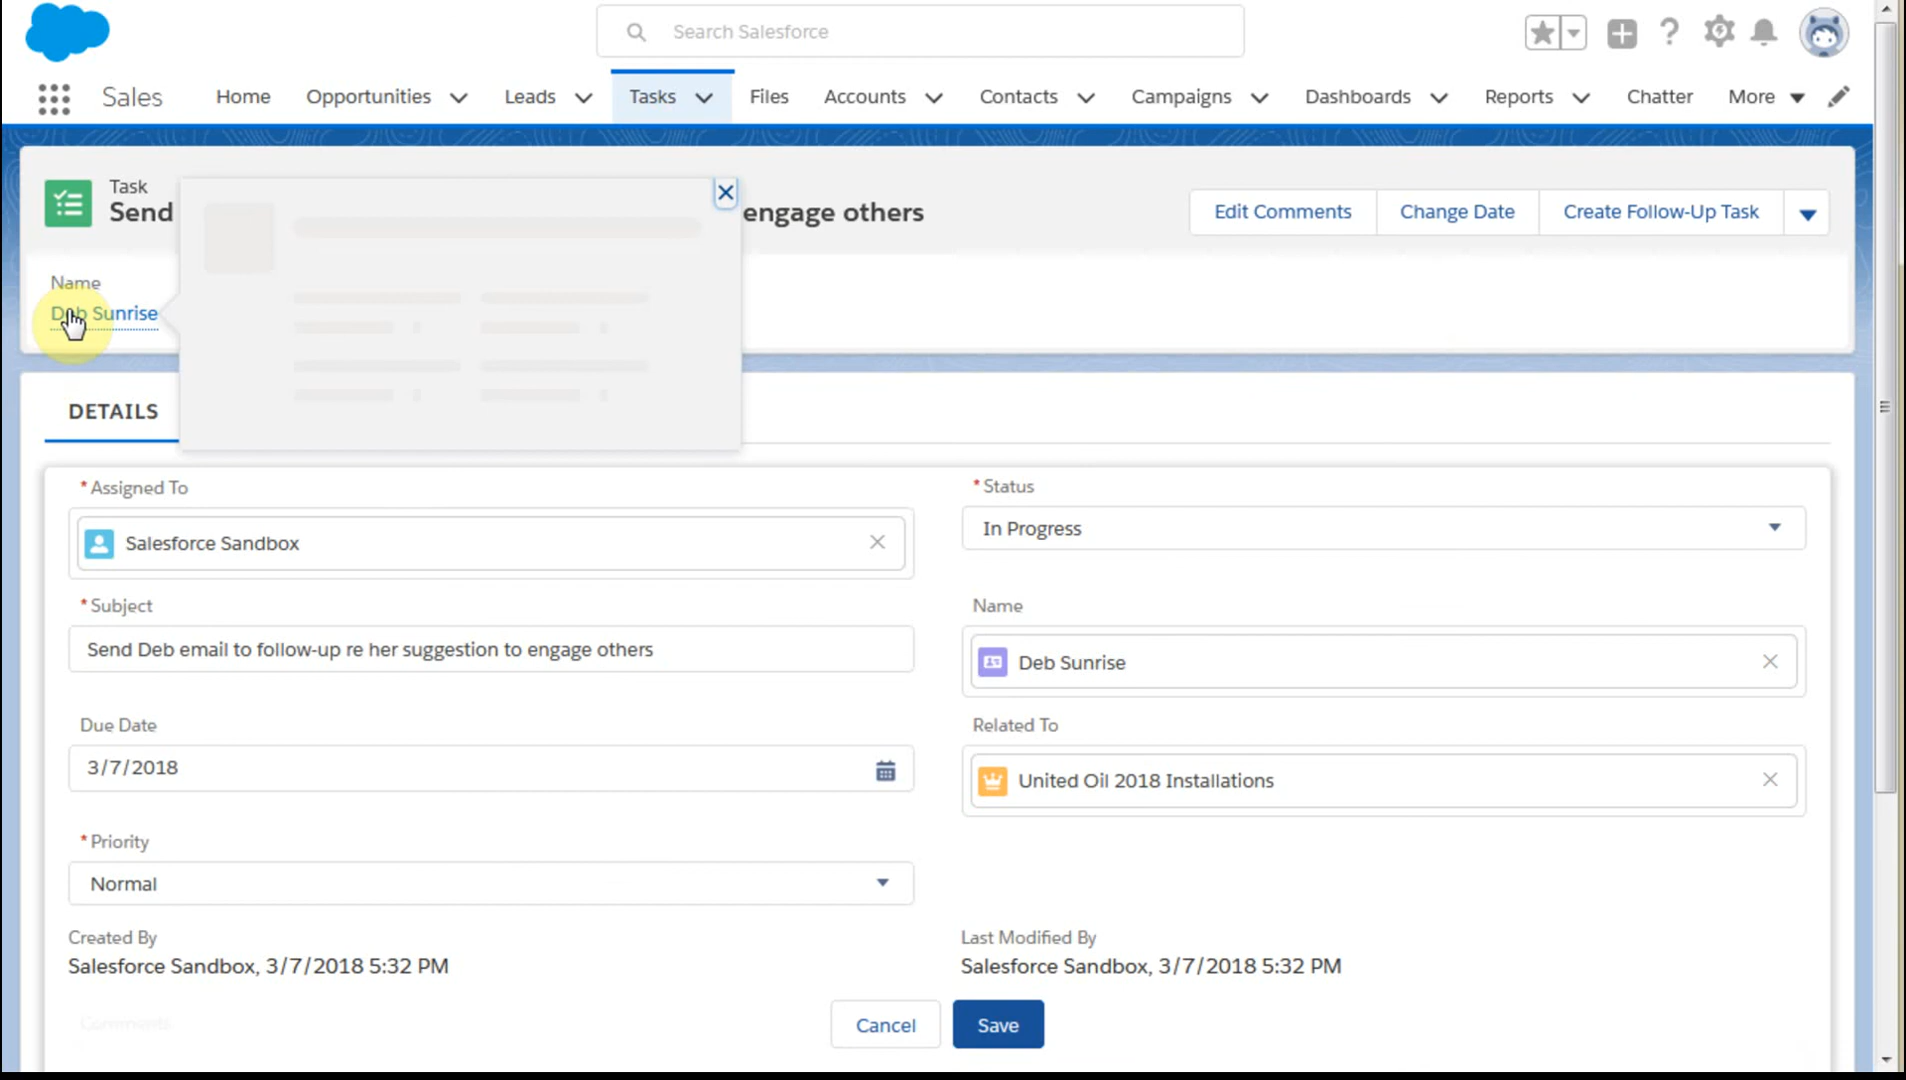 Search Salesforce
Sales Home Opportunities Leads Tasks Files Accounts Contacts Campaigns Dashboards Reports Chatter More
Task
Send engage others
Edit Comments Change Date Create Follow-Up Task
Name
Deb Sunrise
DETAILS
*Assigned To
Salesforce Sandbox
*Status
In Progress
*Subject
Send Deb email to follow-up re her suggestion to engage others
Name
Deb Sunrise
Due Date
3/7/2018
Related To
United Oil 2018 Installations
*Priority
Normal
Created By
Salesforce Sandbox, 3/7/2018 5:32 PM
Last Modified By
Salesforce Sandbox, 3/7/2018 5:32 PM
Comments
Cancel Save